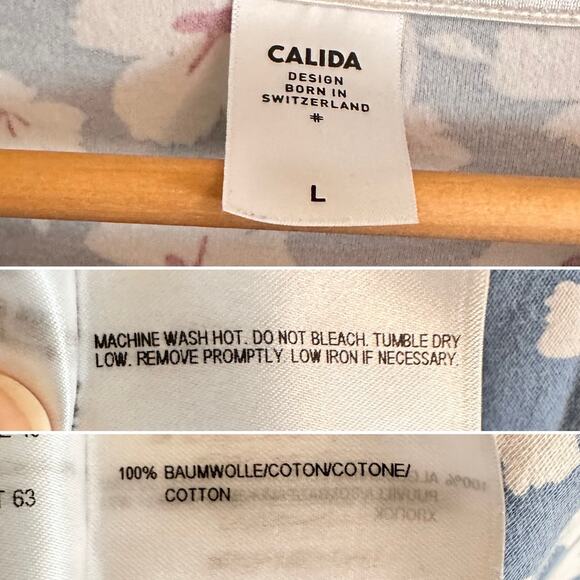 CALIDA
DESIGN
BORN IN
SWITZERLAND
#
L
MACHINE WASH HOT. DO NOT BLEACH. TUMBLE DRY
LOW. REMOVE PROMPTLY. LOW IRON IF NECESSARY.
100% BAUMWOLLE/COTON/COTONE/
COTTON
63